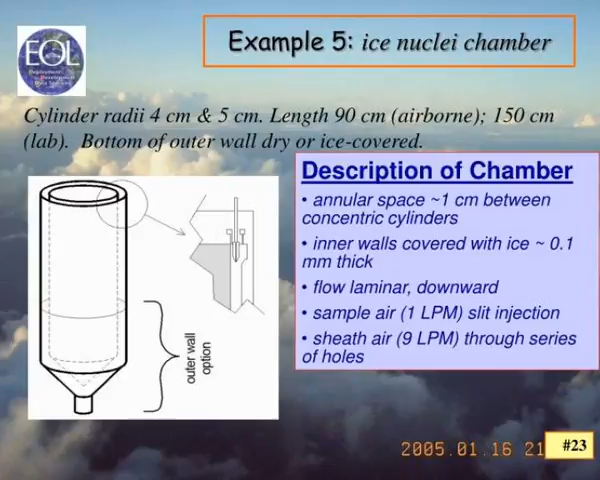 EOL
Example 5: ice nuclei chamber
Cylinder radii 4 cm & 5 cm. Length 90 cm (airborne); 150 cm
(lab). Bottom of outer wall dry or ice-covered.
Description of Chamber
• annular space ~1 cm between
concentric cylinders
• inner walls covered with ice ~ 0.1
mm thick
• flow laminar, downward
• sample air (1 LPM) slit injection
• sheath air (9 LPM) through series
of holes
outer wall
option
2005.01.16 21
#23